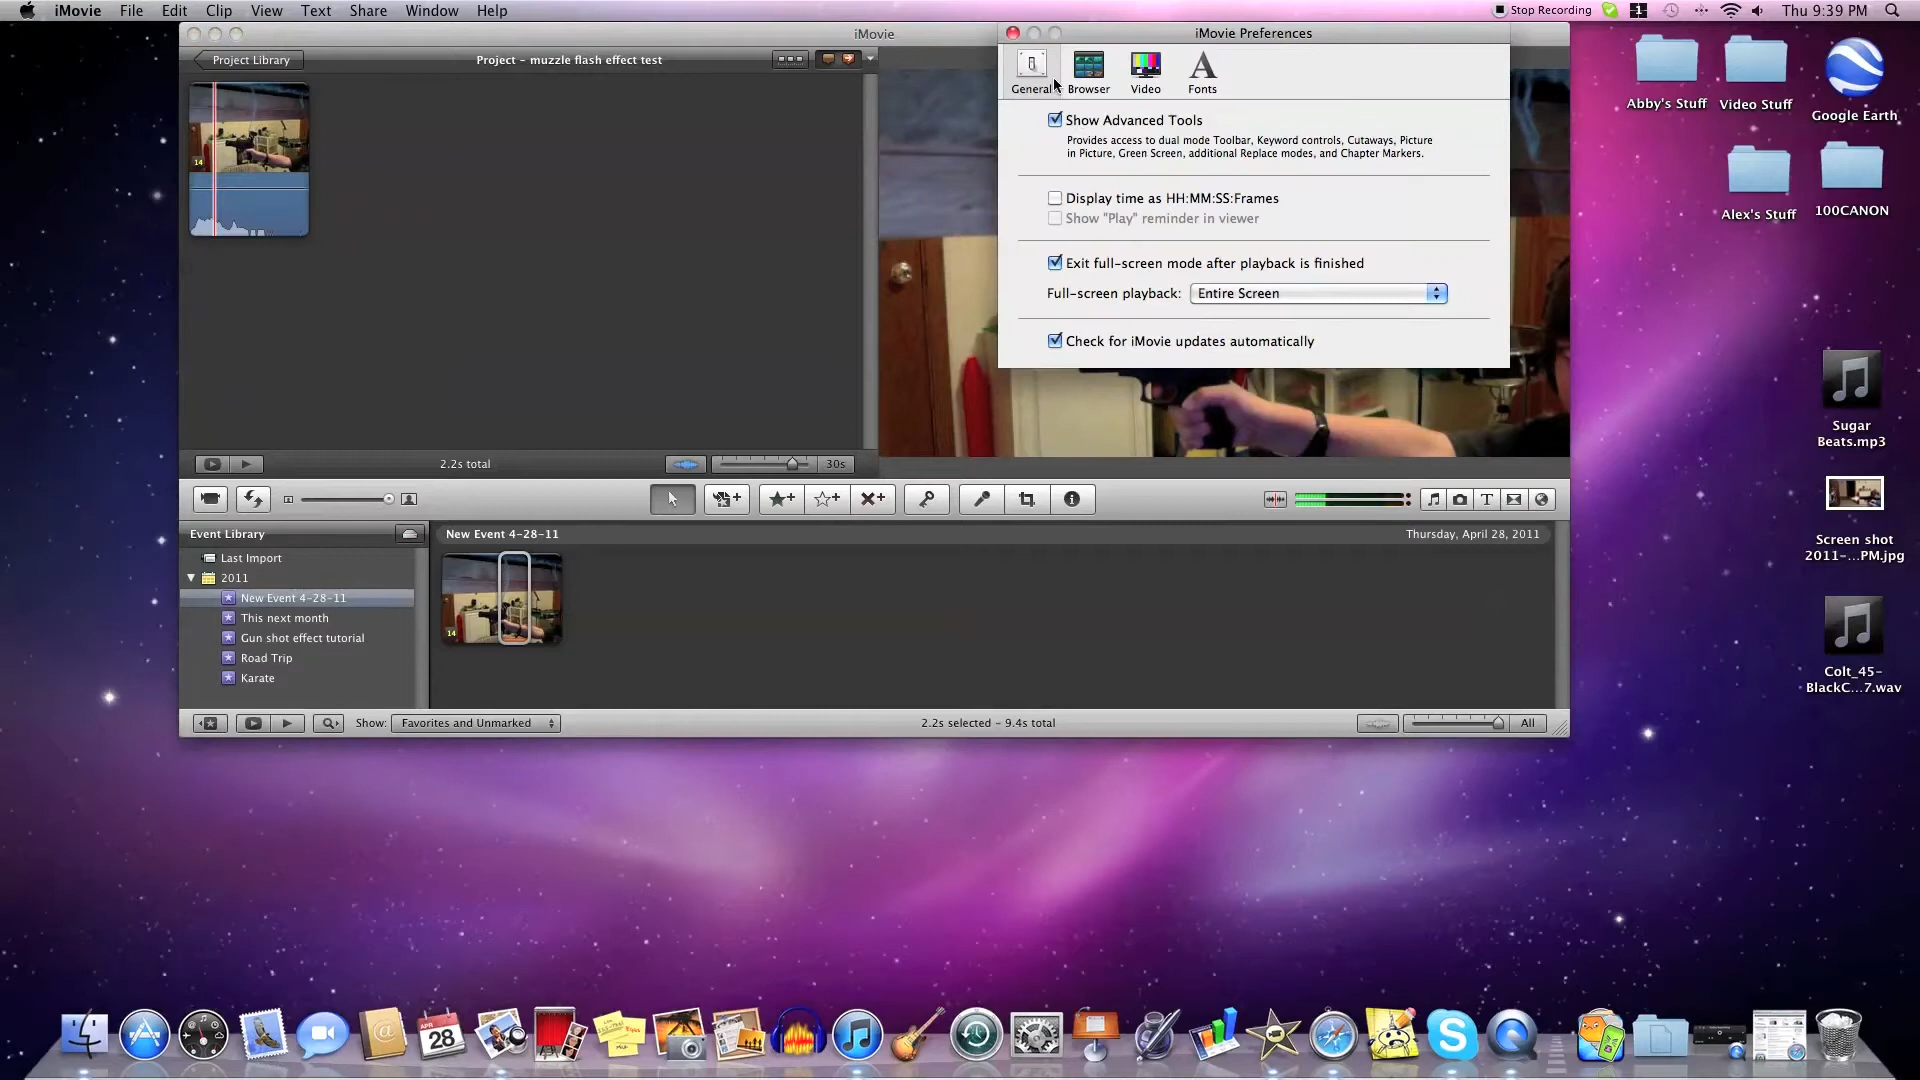 iMovie File Edit Clip View Text Share Window Help
Stop Recording 1 Thu 9:39 PM
iMovie
Project Library
Project - muzzle flash effect test
14
2.2s total
30s
iMovie Preferences
General Browser Video Fonts
Show Advanced Tools
Provides access to dual mode Toolbar, Keyword controls, Cutaways, Picture
in Picture, Green Screen, additional Replace modes, and Chapter Markers.
Display time as HH:MM:SS:Frames
Show "Play" reminder in viewer
Exit full-screen mode after playback is finished
Full-screen playback: Entire Screen
Check for iMovie updates automatically
Event Library
Last Import
2011
New Event 4-28-11
This next month
Gun shot effect tutorial
Road Trip
Karate
New Event 4-28-11
Thursday, April 28, 2011
14
Show: Favorites and Unmarked
2.2s selected - 9.4s total
All
Abby's Stuff
Video Stuff
Google Earth
Alex's Stuff
100CANON
Sugar
Beats.mp3
Screen shot
2011-...PM.jpg
Colt_45-
BlackC...7.wav
APR
28